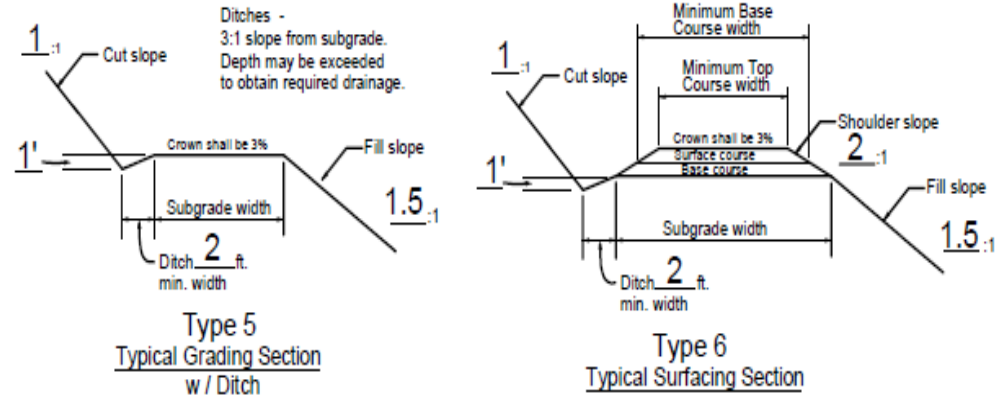 Ditches -
3:1 slope from subgrade.
Depth may be exceeded
to obtain required drainage.
1:1
Cut slope
Crown shall be 3%
1'
Fill slope
1.5:1
Subgrade width
Ditch 2 ft.
min. width
Type 5
Typical Grading Section
w / Ditch
Minimum Base
Course width
1:1
Cut slope
Minimum Top
Course width
Shoulder slope
2:1
Crown shall be 3%
Surface course
Base course
1'
Fill slope
1.5:1
Subgrade width
Ditch 2 ft.
min. width
Type 6
Typical Surfacing Section